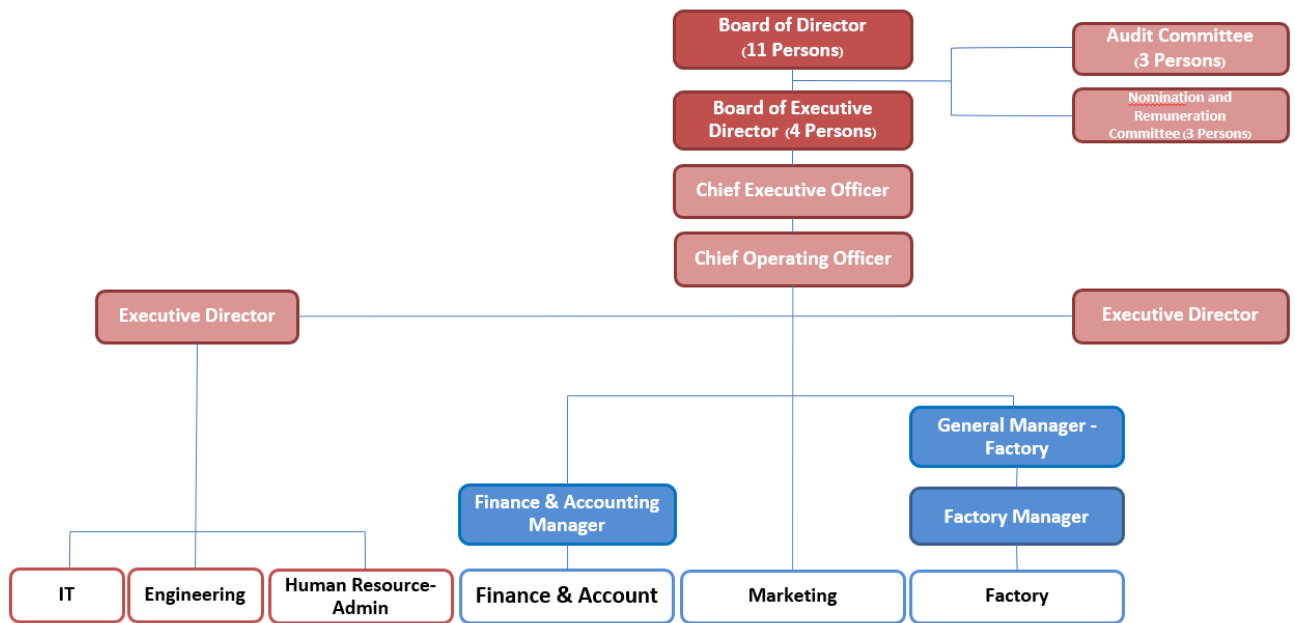 Board of Director
(11 Persons)
Audit Committee
(3 Persons)
Nomination and
Remuneration
Committee (3 Persons)
Board of Executive
Director (4 Persons)
Chief Executive Officer
Chief Operating Officer
Executive Director
Executive Director
General Manager -
Factory
Finance & Accounting
Manager
Factory Manager
IT
Engineering
Human Resource-
Admin
Finance & Account
Marketing
Factory